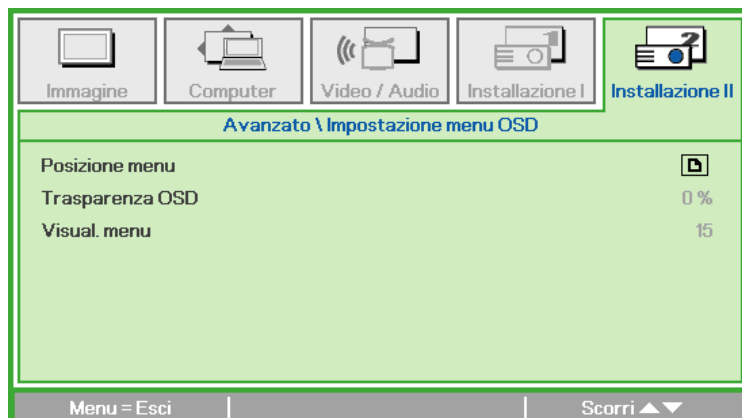 Immagine
Computer
Video / Audio
Installazione I
2
Installazione II
Avanzato \ Impostazione menu OSD
Posizione menu
Trasparenza OSD 0 %
Visual. menu 15
Menu = Esci Scorri ▲▼